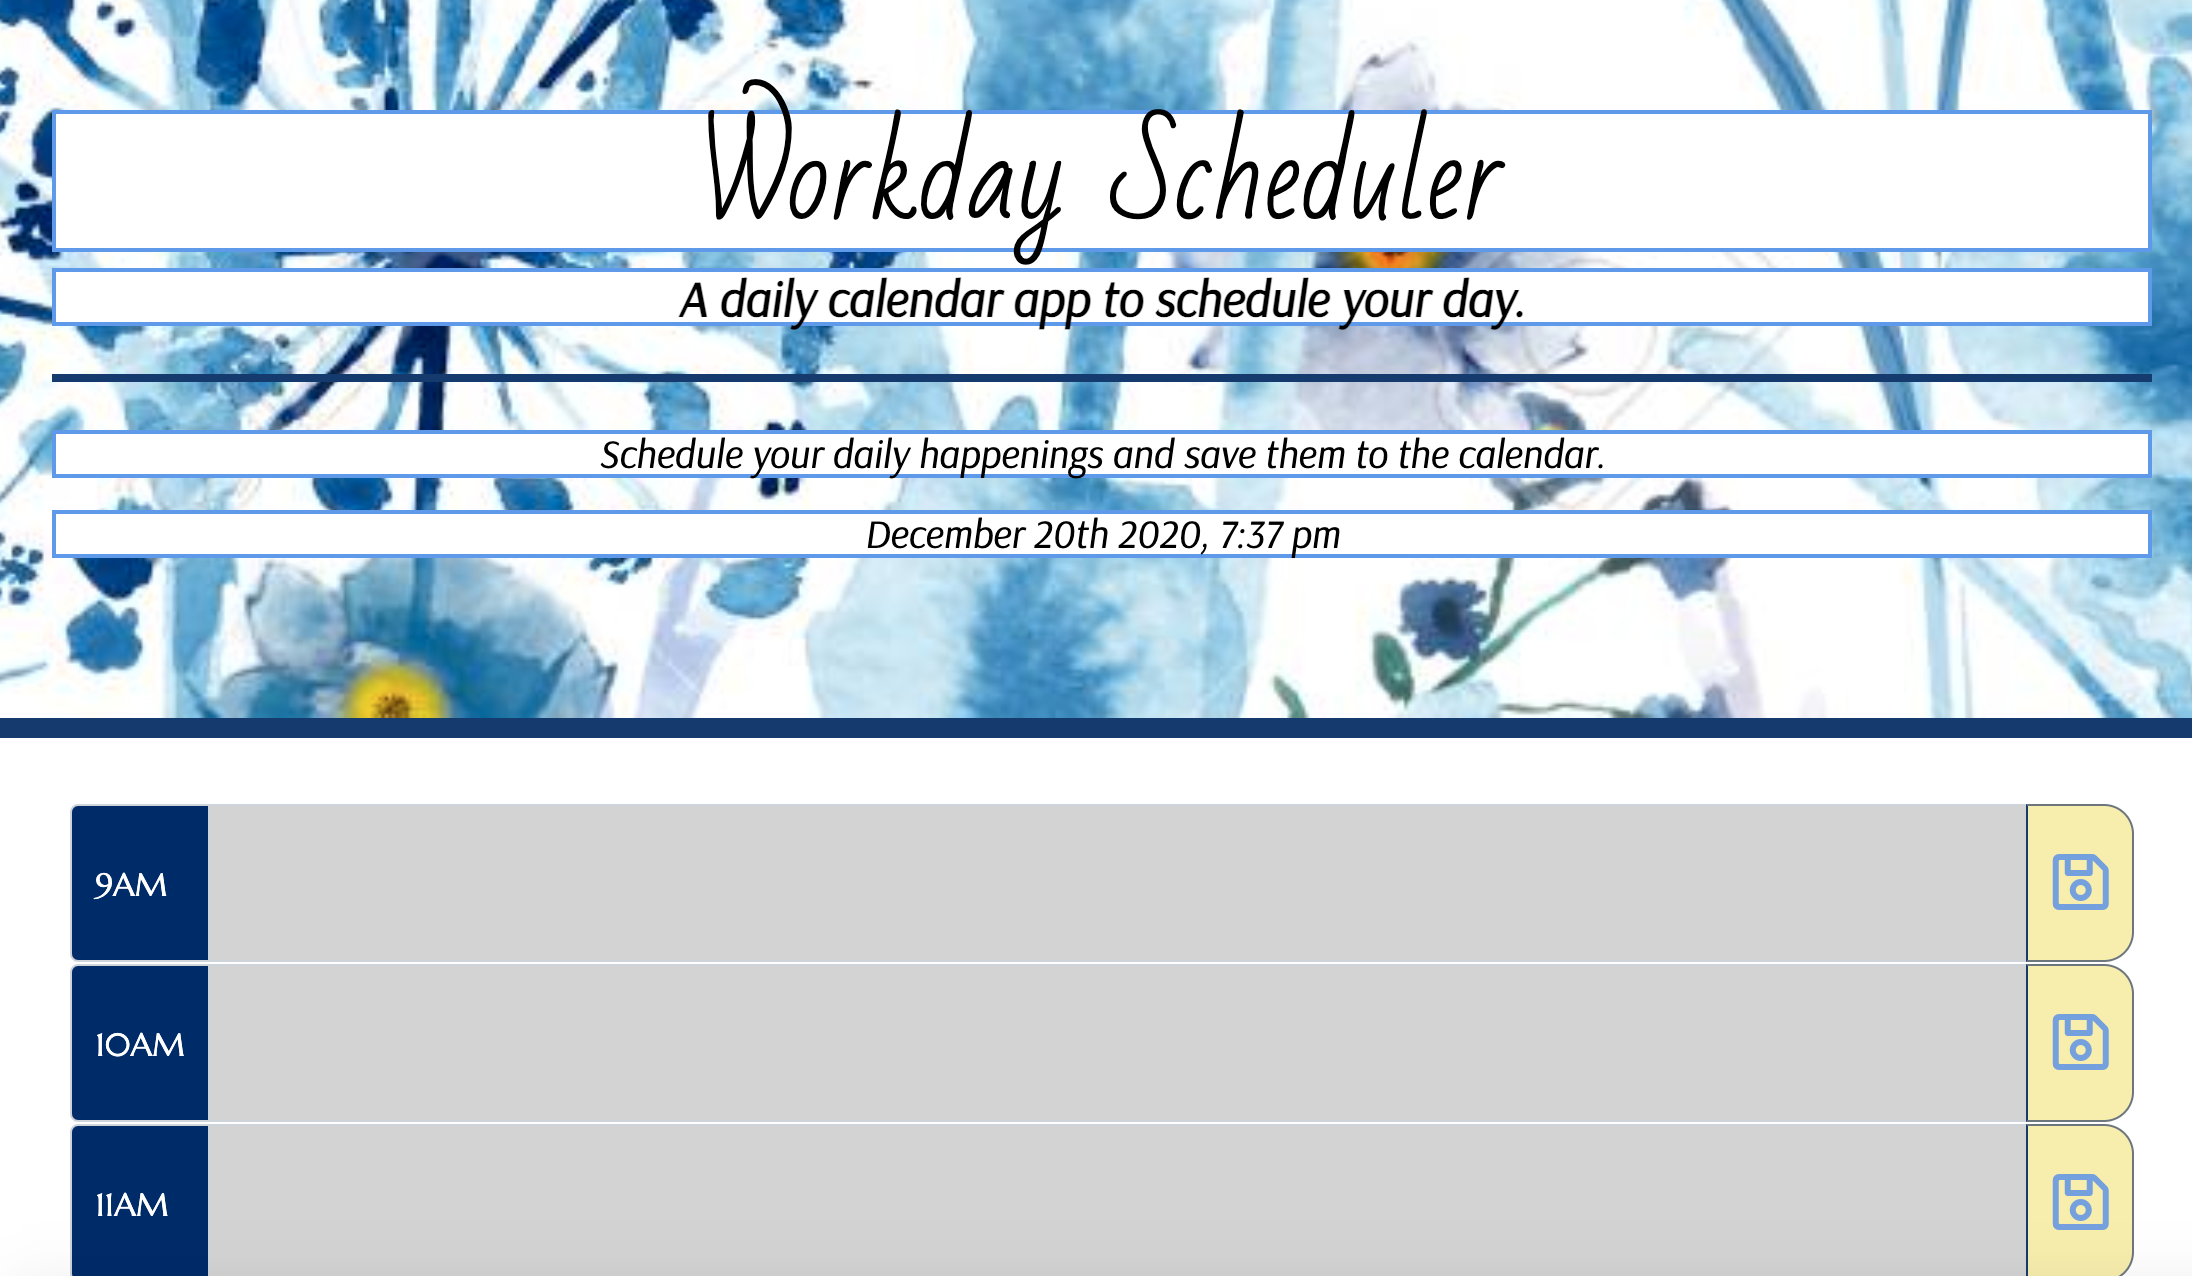 Workday Scheduler
A daily calendar app to schedule your day.
Schedule your daily happenings and save them to the calendar.
December 20th 2020, 7:37 pm
9AM
10AM
11AM